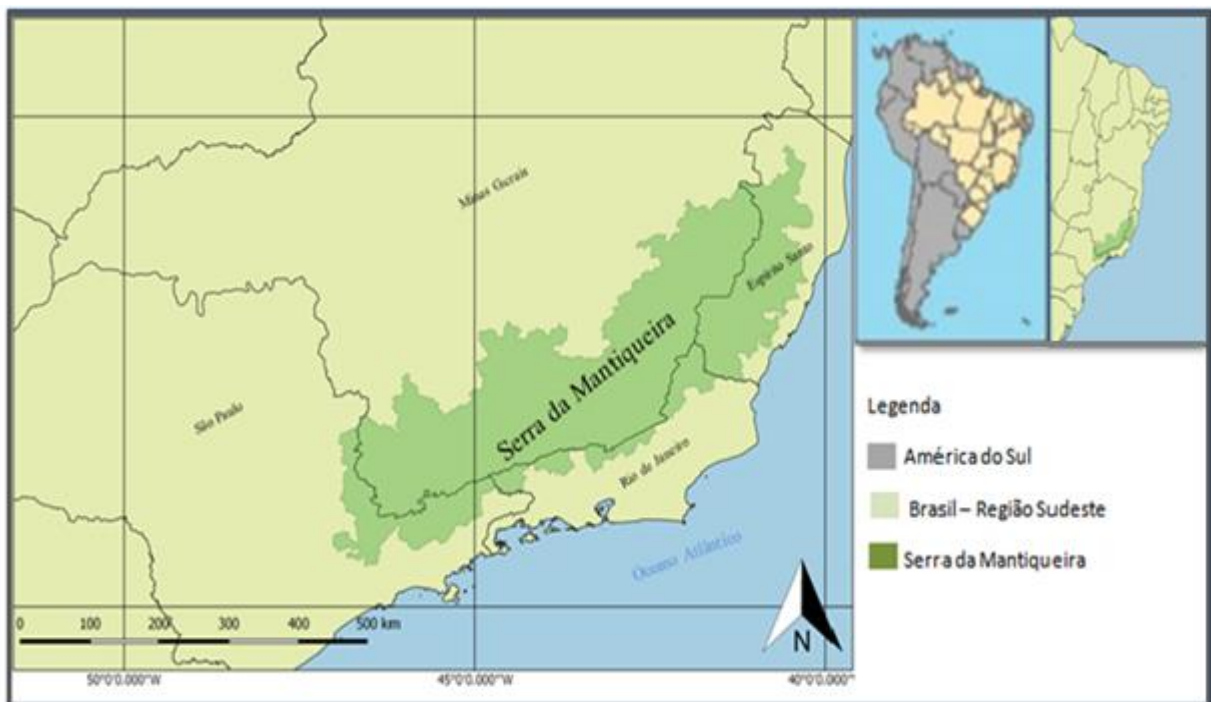 Minas Gerais
Espírito Santo
Serra da Mantiqueira
São Paulo
Rio de Janeiro
Oceano Atlântico
0 100 200 300 400 500 km
N
50°0'0.000"W 45°0'0.000"W 40°0'0.000"W
Legenda
América do Sul
Brasil – Região Sudeste
Serra da Mantiqueira